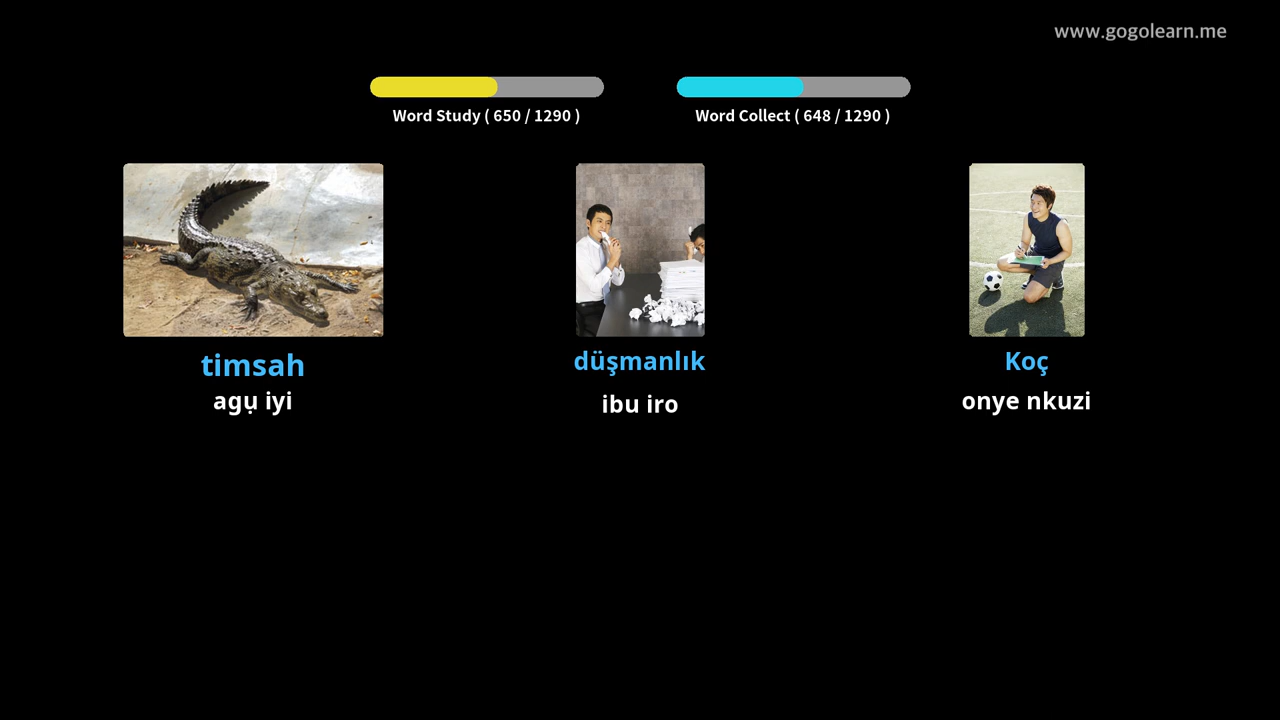 www.gogolearn.me
Word Study ( 650 / 1290 )
Word Collect ( 648 / 1290 )
timsah
agụ iyi
düşmanlık
ibu iro
Koç
onye nkuzi